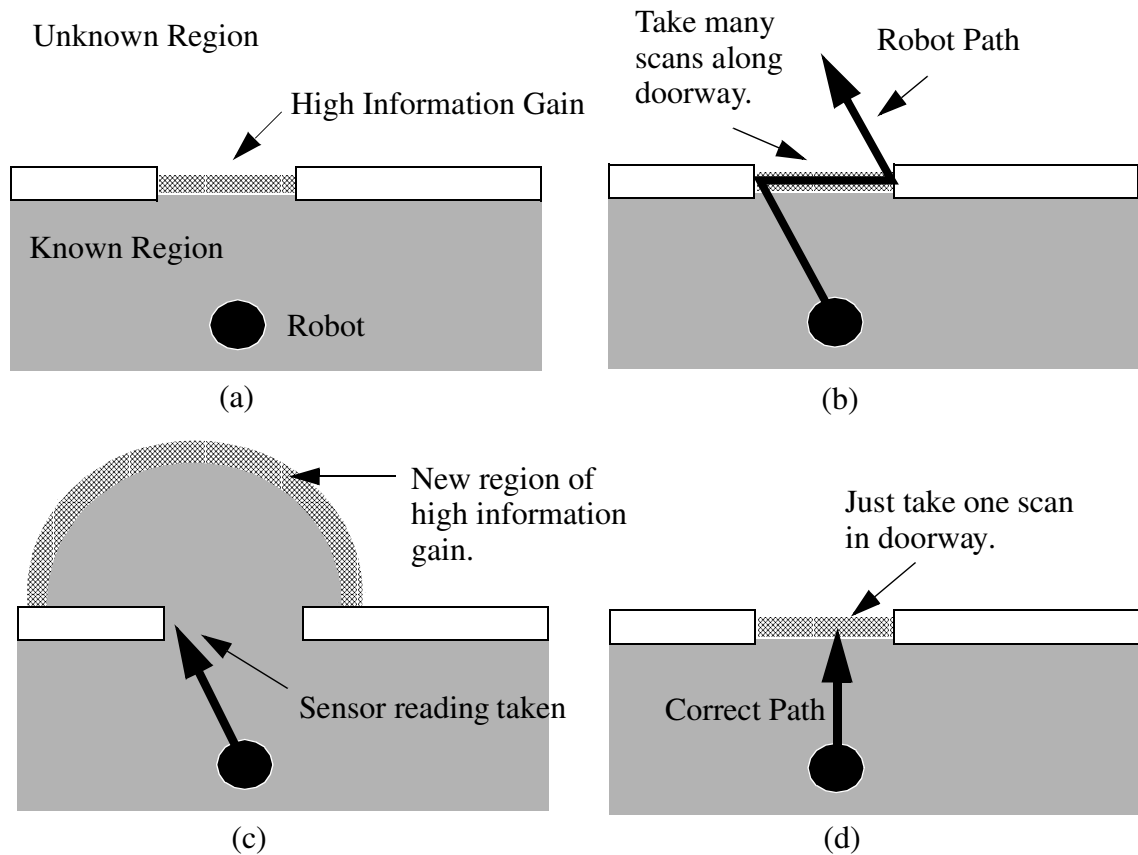 Unknown Region
High Information Gain
Known Region
Robot
(a)
Take many
scans along
doorway.
Robot Path
(b)
New region of
high information
gain.
Sensor reading taken
(c)
Just take one scan
in doorway.
Correct Path
(d)